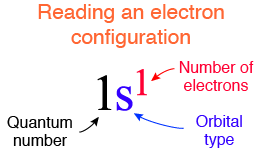 Reading an electron
configuration
Number of
electrons
1s¹
Quantum
number
Orbital
type